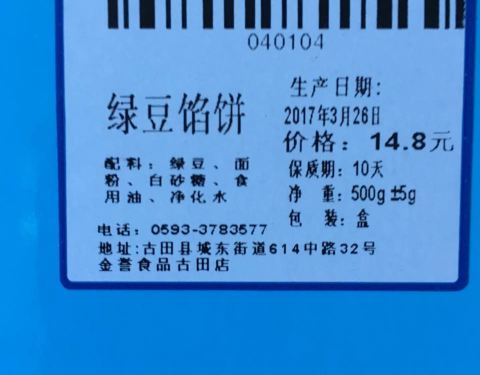 040104
生产日期:
绿豆馅饼
2017年3月26日
价格: 14.8元
配料: 绿豆、面
粉、白砂糖、食
用油、净化水
保质期: 10天
净 重: 500g±5g
包 装: 盒
电话: 0593-3783577
地址:古田县城东街道614中路32号
金誉食品古田店